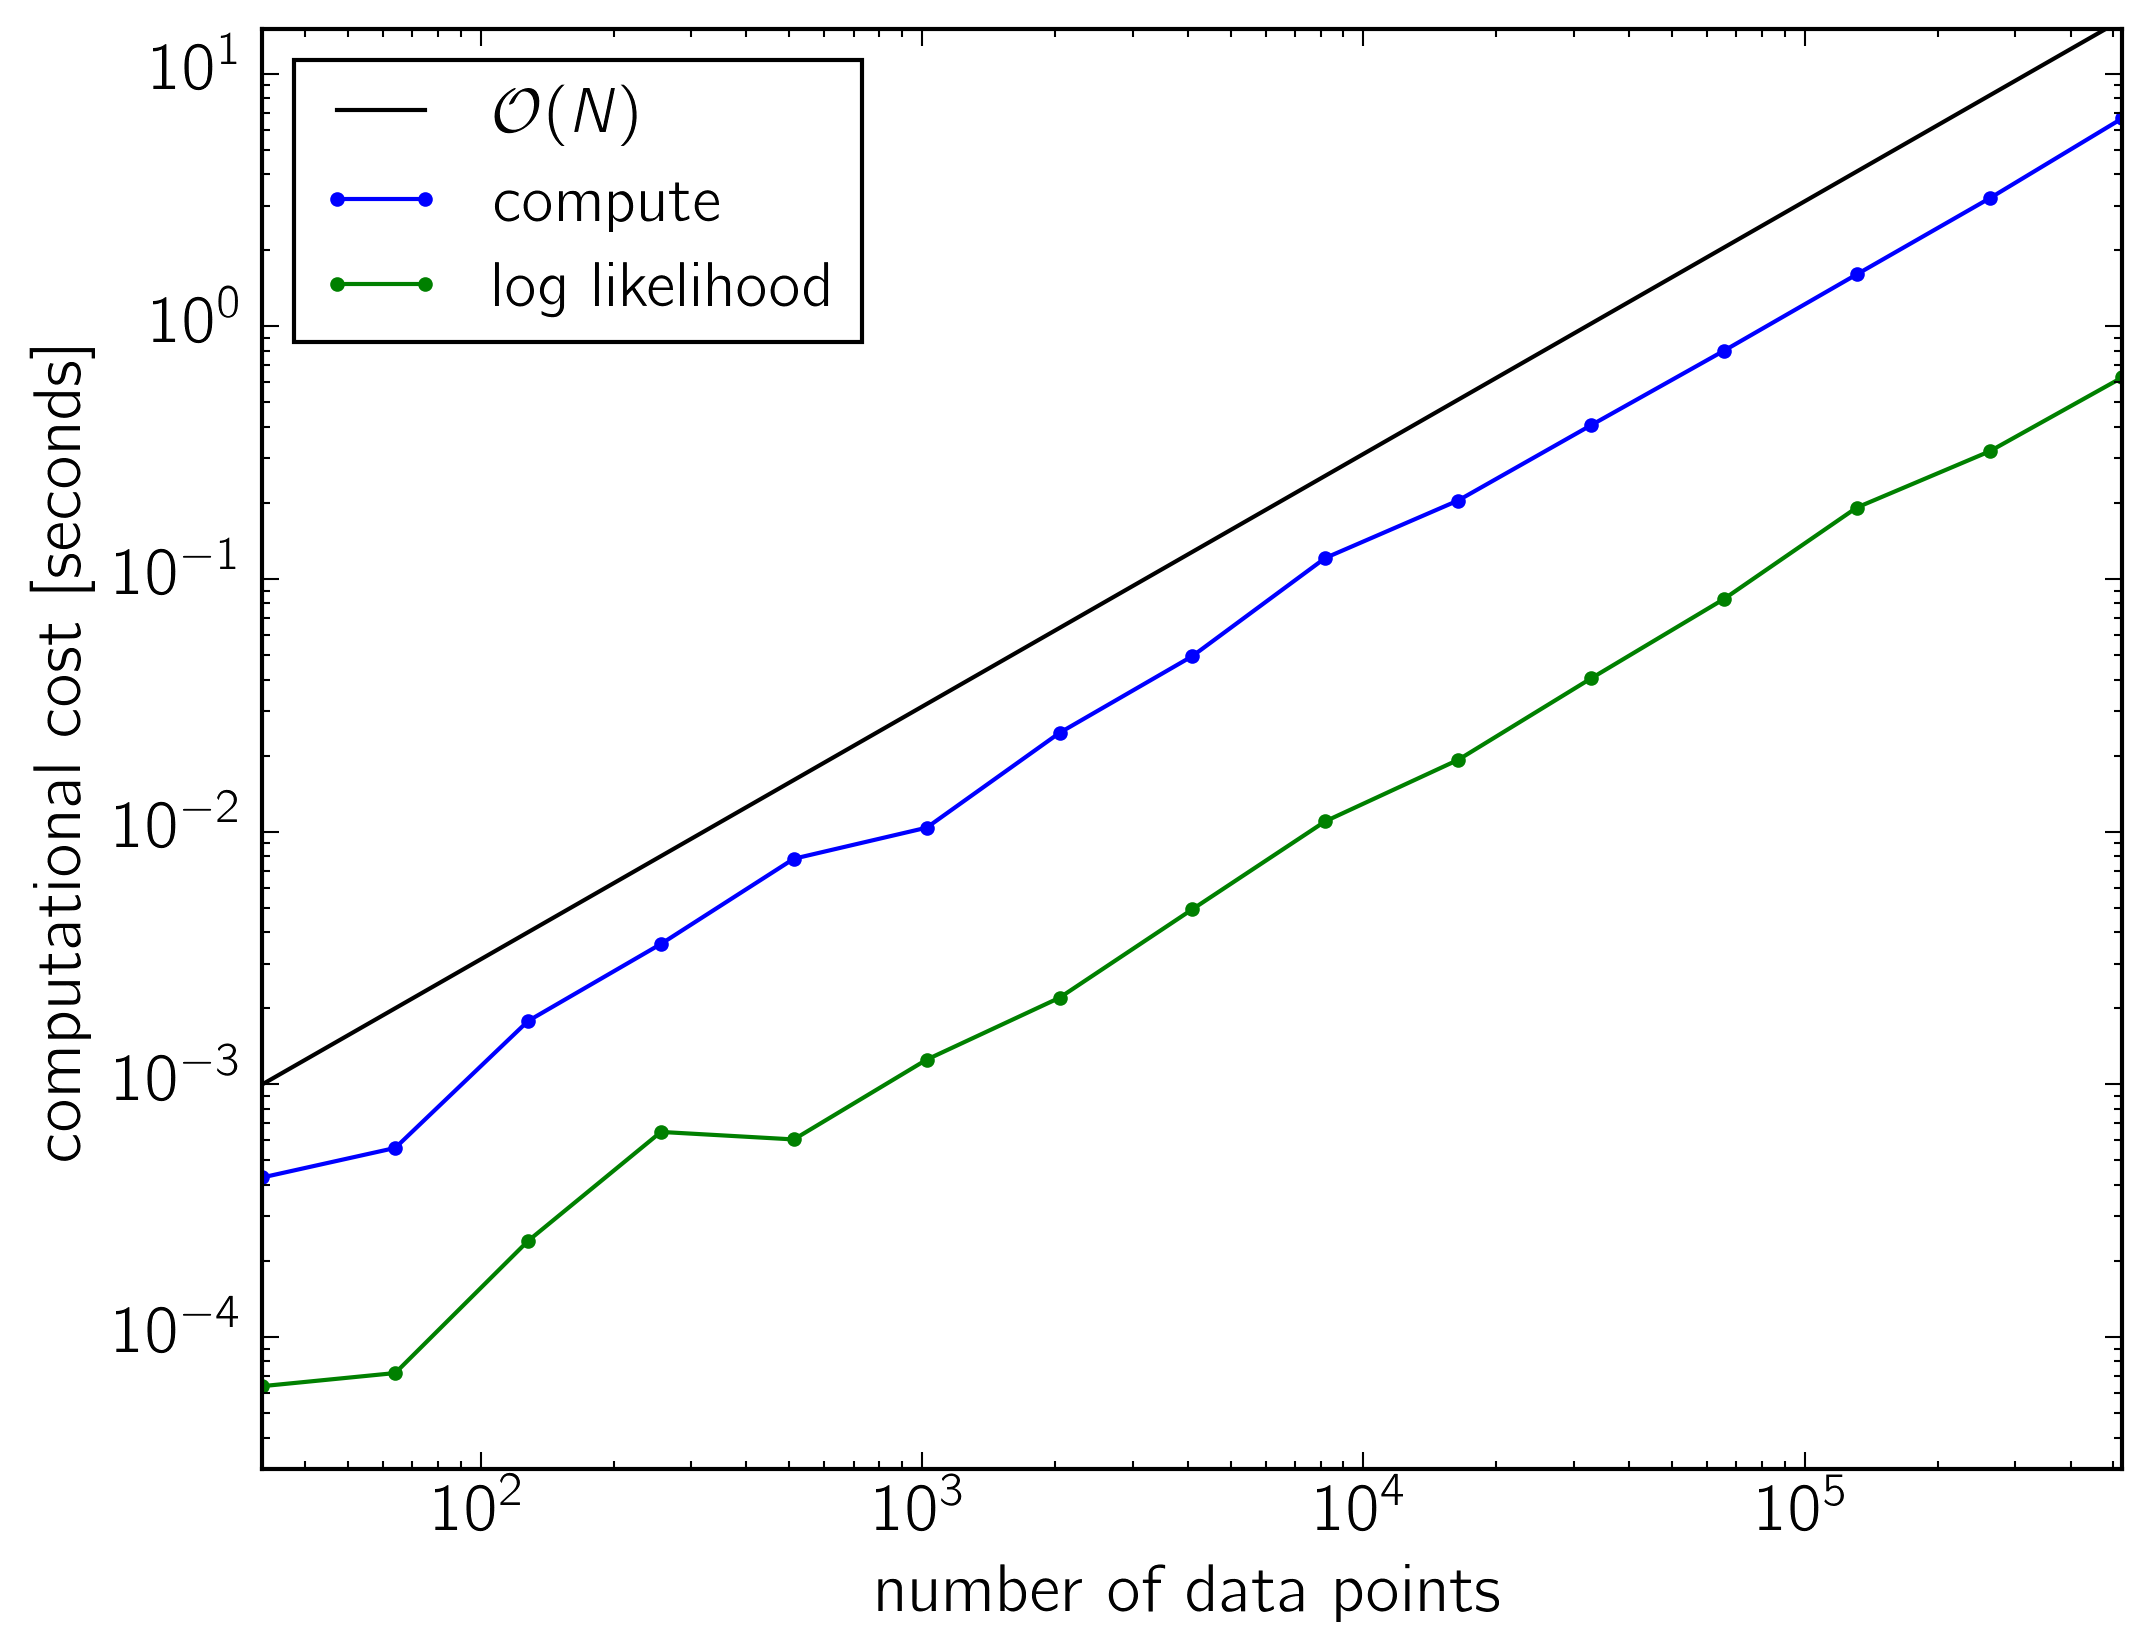 10¹
10⁰
10⁻¹
10⁻²
10⁻³
10⁻⁴
computational cost [seconds]
𝒪(N)
compute
log likelihood
10² 10³ 10⁴ 10⁵
number of data points